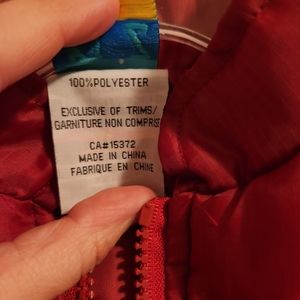 100%POLYESTER
EXCLUSIVE OF TRIMS/
GARNITURE NON COMPRISE
CA#15372
MADE IN CHINA
FABRIQUE EN CHINE